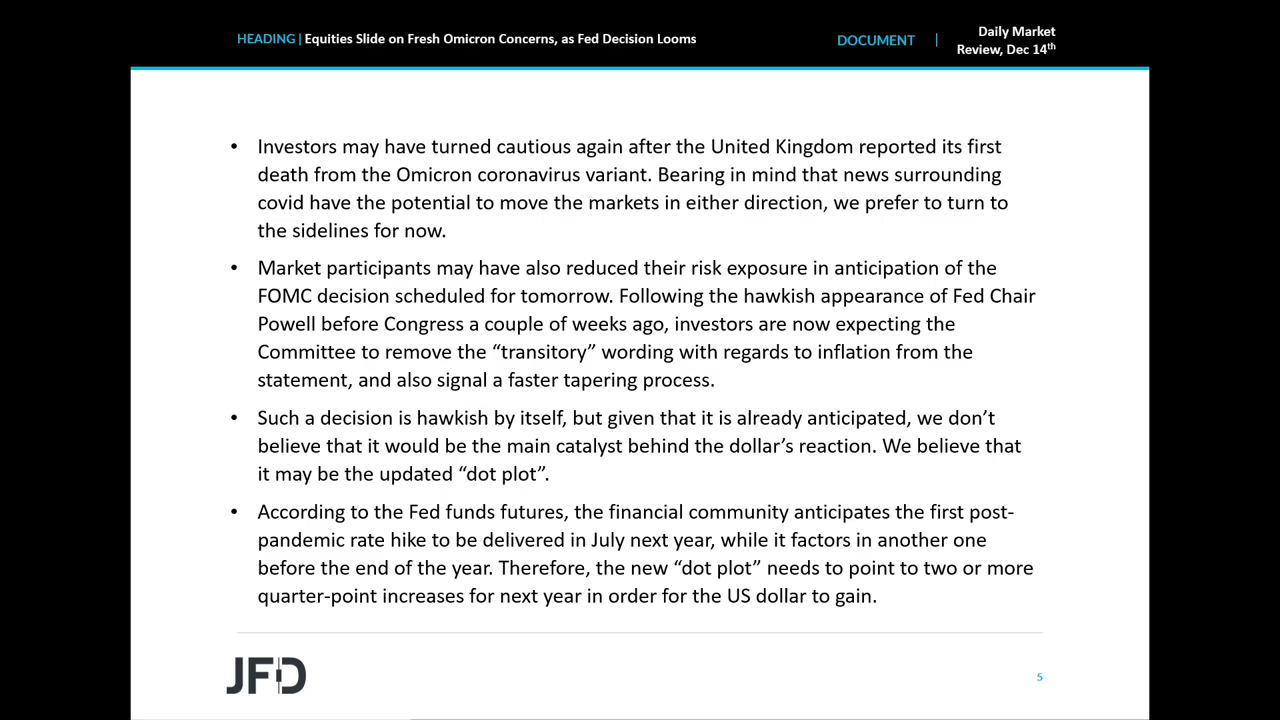 HEADING | Equities Slide on Fresh Omicron Concerns, as Fed Decision Looms
DOCUMENT | Daily Market
Review, Dec 14th
• Investors may have turned cautious again after the United Kingdom reported its first
death from the Omicron coronavirus variant. Bearing in mind that news surrounding
covid have the potential to move the markets in either direction, we prefer to turn to
the sidelines for now.
• Market participants may have also reduced their risk exposure in anticipation of the
FOMC decision scheduled for tomorrow. Following the hawkish appearance of Fed Chair
Powell before Congress a couple of weeks ago, investors are now expecting the
Committee to remove the “transitory” wording with regards to inflation from the
statement, and also signal a faster tapering process.
• Such a decision is hawkish by itself, but given that it is already anticipated, we don’t
believe that it would be the main catalyst behind the dollar’s reaction. We believe that
it may be the updated “dot plot”.
• According to the Fed funds futures, the financial community anticipates the first post-
pandemic rate hike to be delivered in July next year, while it factors in another one
before the end of the year. Therefore, the new “dot plot” needs to point to two or more
quarter-point increases for next year in order for the US dollar to gain.
JFD
5